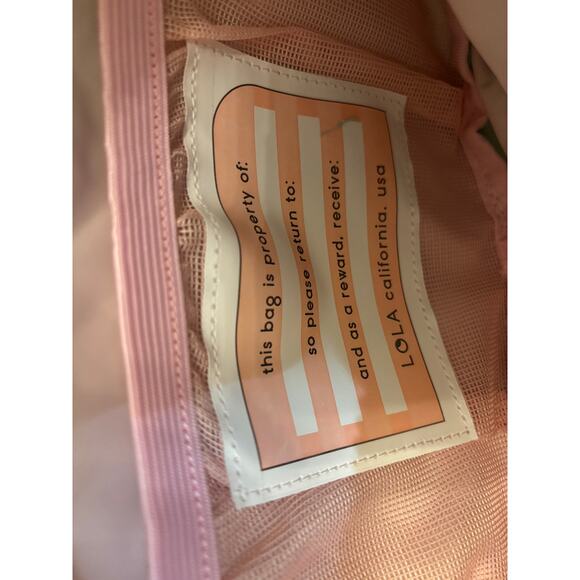 this bag is property of:
so please return to:
and as a reward, receive:
LOLA california, usa